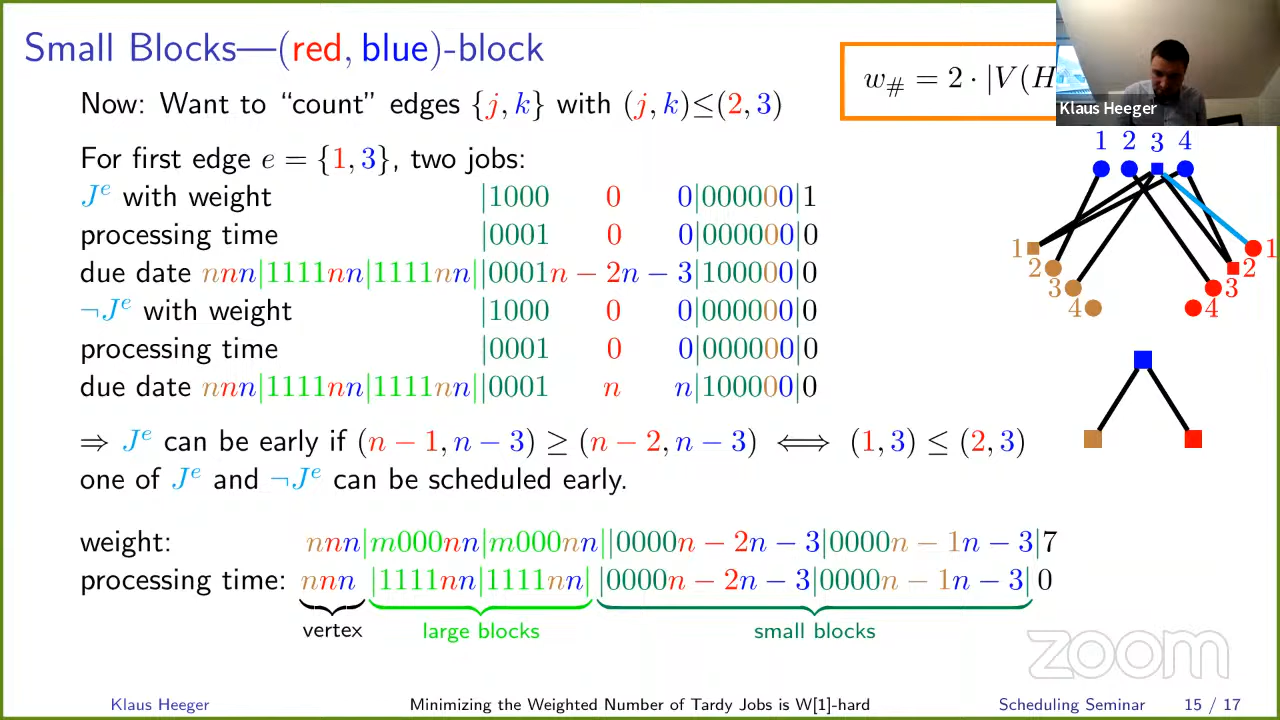 Small Blocks—(red, blue)-block
w# = 2 · |V(H
Klaus Heeger
Now: Want to “count” edges {j, k} with (j, k)≤(2, 3)
For first edge e = {1, 3}, two jobs:
Jᵉ with weight |1000 0 0|000000|1
processing time |0001 0 0|000000|0
due date nnn|1111nn|1111nn||0001n − 2n − 3|100000|0
¬Jᵉ with weight |1000 0 0|000000|0
processing time |0001 0 0|000000|0
due date nnn|1111nn|1111nn||0001 n n|100000|0
⇒ Jᵉ can be early if (n − 1, n − 3) ≥ (n − 2, n − 3) ⟺ (1, 3) ≤ (2, 3)
one of Jᵉ and ¬Jᵉ can be scheduled early.
weight: nnn|m000nn|m000nn||0000n − 2n − 3|0000n − 1n − 3|7
processing time: nnn |1111nn|1111nn| |0000n − 2n − 3|0000n − 1n − 3| 0
vertex large blocks small blocks
1 2 3 4
1 1
2 2
3 3
4 4
zoom
Klaus Heeger Minimizing the Weighted Number of Tardy Jobs is W[1]-hard Scheduling Seminar 15 / 17